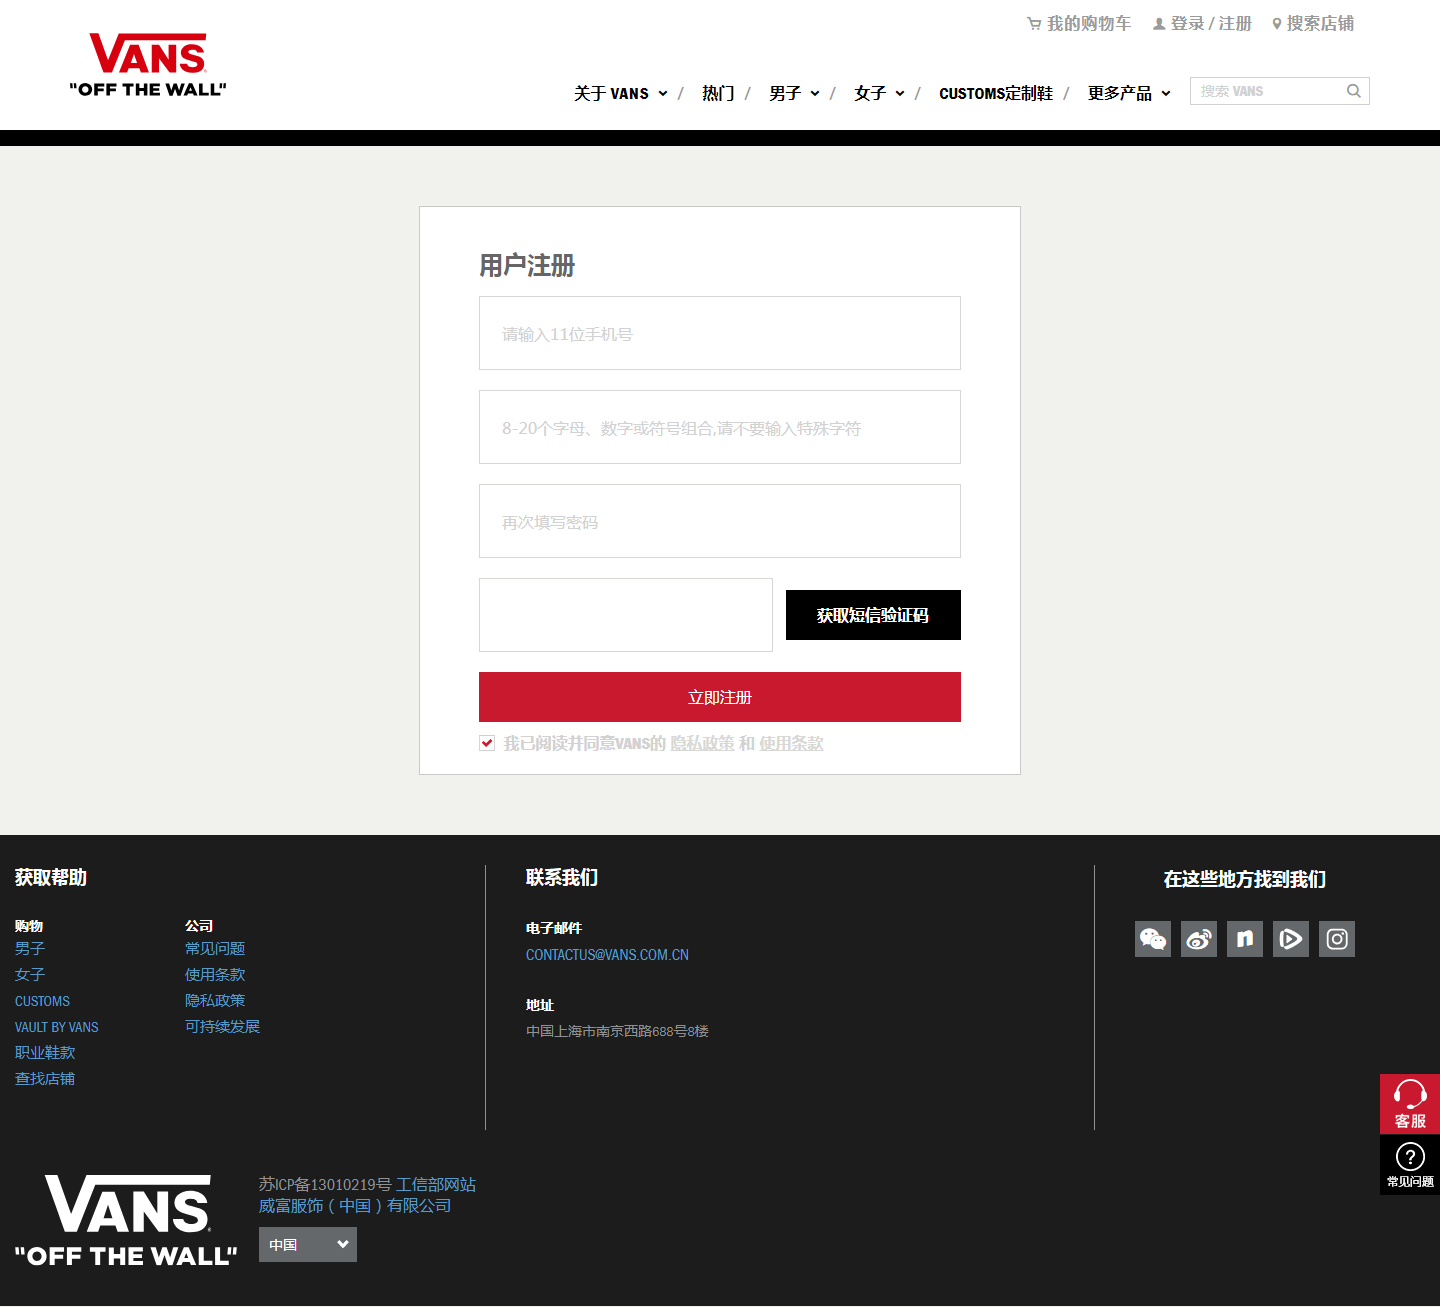 我的购物车 登录 / 注册 搜索店铺
VANS
"OFF THE WALL"
关于 VANS / 热门 / 男子 / 女子 / CUSTOMS定制鞋 / 更多产品 搜索 VANS
用户注册
请输入11位手机号
8-20个字母、数字或符号组合,请不要输入特殊字符
再次填写密码
获取短信验证码
立即注册
我已阅读并同意VANS的 隐私政策 和 使用条款
获取帮助
购物
男子
女子
CUSTOMS
VAULT BY VANS
职业鞋款
查找店铺
公司
常见问题
使用条款
隐私政策
可持续发展
联系我们
电子邮件
CONTACTUS@VANS.COM.CN
地址
中国上海市南京西路688号8楼
在这些地方找到我们
客服
?
常见问题
VANS
"OFF THE WALL"
苏ICP备13010219号 工信部网站
威富服饰（中国）有限公司
中国